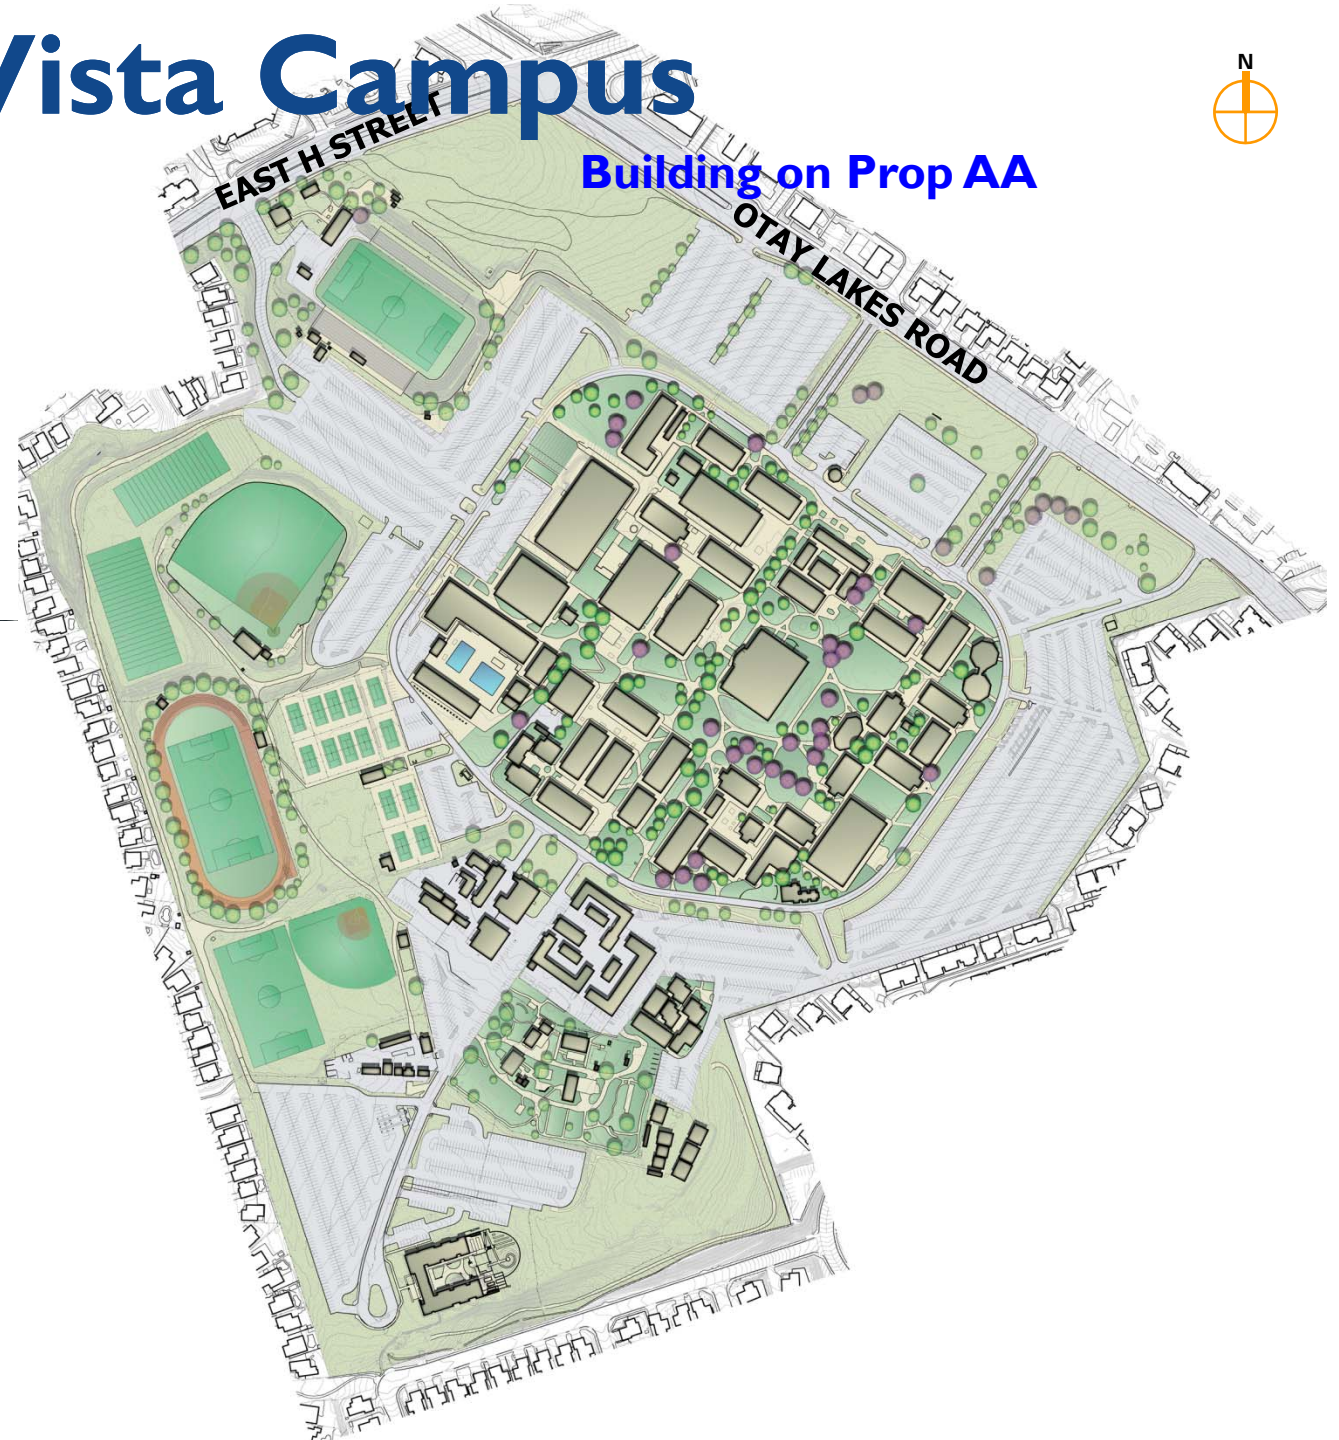 Vista Campus
N
EAST H STREET
Building on Prop AA
OTAY LAKES ROAD